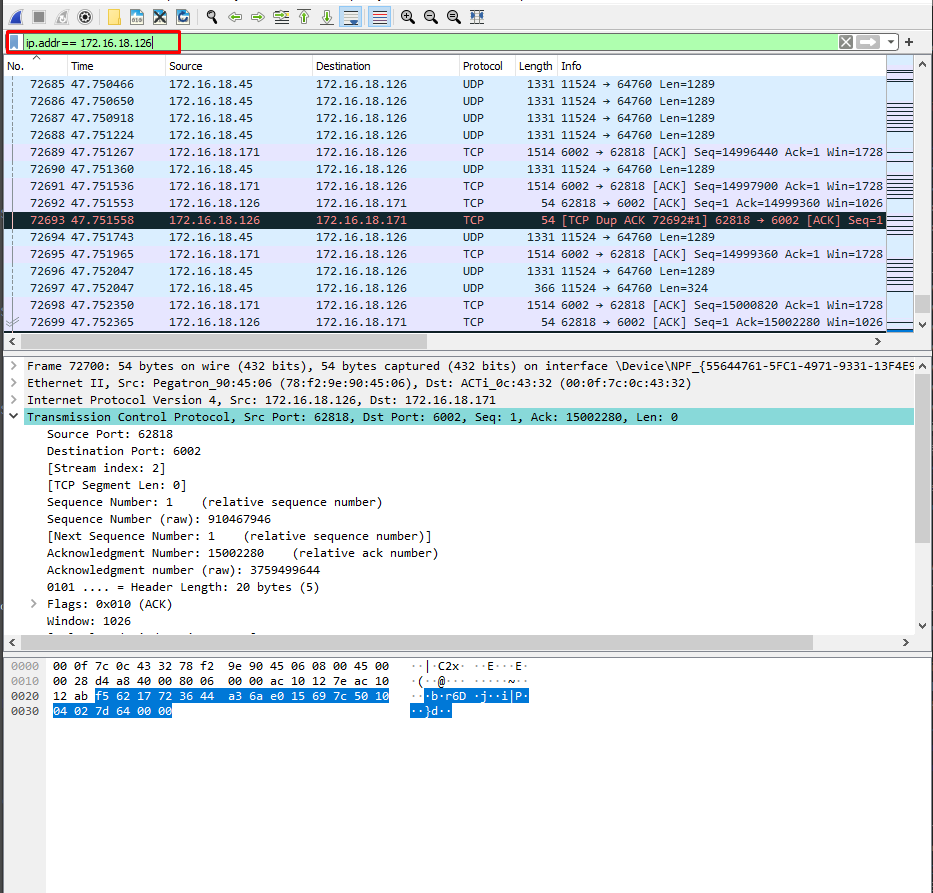 ip.addr== 172.16.18.126
No. Time Source Destination Protocol Length Info
72685 47.750466 172.16.18.45 172.16.18.126 UDP 1331 11524 → 64760 Len=1289
72686 47.750650 172.16.18.45 172.16.18.126 UDP 1331 11524 → 64760 Len=1289
72687 47.750918 172.16.18.45 172.16.18.126 UDP 1331 11524 → 64760 Len=1289
72688 47.751224 172.16.18.45 172.16.18.126 UDP 1331 11524 → 64760 Len=1289
72689 47.751267 172.16.18.171 172.16.18.126 TCP 1514 6002 → 62818 [ACK] Seq=14996440 Ack=1 Win=1728
72690 47.751360 172.16.18.45 172.16.18.126 UDP 1331 11524 → 64760 Len=1289
72691 47.751536 172.16.18.171 172.16.18.126 TCP 1514 6002 → 62818 [ACK] Seq=14997900 Ack=1 Win=1728
72692 47.751553 172.16.18.126 172.16.18.171 TCP 54 62818 → 6002 [ACK] Seq=1 Ack=14999360 Win=1026
72693 47.751558 172.16.18.126 172.16.18.171 TCP 54 [TCP Dup ACK 72692#1] 62818 → 6002 [ACK] Seq=1
72694 47.751743 172.16.18.45 172.16.18.126 UDP 1331 11524 → 64760 Len=1289
72695 47.751965 172.16.18.171 172.16.18.126 TCP 1514 6002 → 62818 [ACK] Seq=14999360 Ack=1 Win=1728
72696 47.752047 172.16.18.45 172.16.18.126 UDP 1331 11524 → 64760 Len=1289
72697 47.752047 172.16.18.45 172.16.18.126 UDP 366 11524 → 64760 Len=324
72698 47.752350 172.16.18.171 172.16.18.126 TCP 1514 6002 → 62818 [ACK] Seq=15000820 Ack=1 Win=1728
72699 47.752365 172.16.18.126 172.16.18.171 TCP 54 62818 → 6002 [ACK] Seq=1 Ack=15002280 Win=1026
Frame 72700: 54 bytes on wire (432 bits), 54 bytes captured (432 bits) on interface \Device\NPF_{55644761-5FC1-4971-9331-13F4E9
Ethernet II, Src: Pegatron_90:45:06 (78:f2:9e:90:45:06), Dst: ACTi_0c:43:32 (00:0f:7c:0c:43:32)
Internet Protocol Version 4, Src: 172.16.18.126, Dst: 172.16.18.171
Transmission Control Protocol, Src Port: 62818, Dst Port: 6002, Seq: 1, Ack: 15002280, Len: 0
Source Port: 62818
Destination Port: 6002
[Stream index: 2]
[TCP Segment Len: 0]
Sequence Number: 1 (relative sequence number)
Sequence Number (raw): 910467946
[Next Sequence Number: 1 (relative sequence number)]
Acknowledgment Number: 15002280 (relative ack number)
Acknowledgment number (raw): 3759499644
0101 .... = Header Length: 20 bytes (5)
Flags: 0x010 (ACK)
Window: 1026
0000 00 0f 7c 0c 43 32 78 f2 9e 90 45 06 08 00 45 00 ··|·C2x· ··E···E·
0010 00 28 d4 a8 40 00 80 06 00 00 ac 10 12 7e ac 10 ·(··@··· ·····~··
0020 12 ab f5 62 17 72 36 44 a3 6a e0 15 69 7c 50 10 ···b·r6D ·j··i|P·
0030 04 02 7d 64 00 00 ··}d··